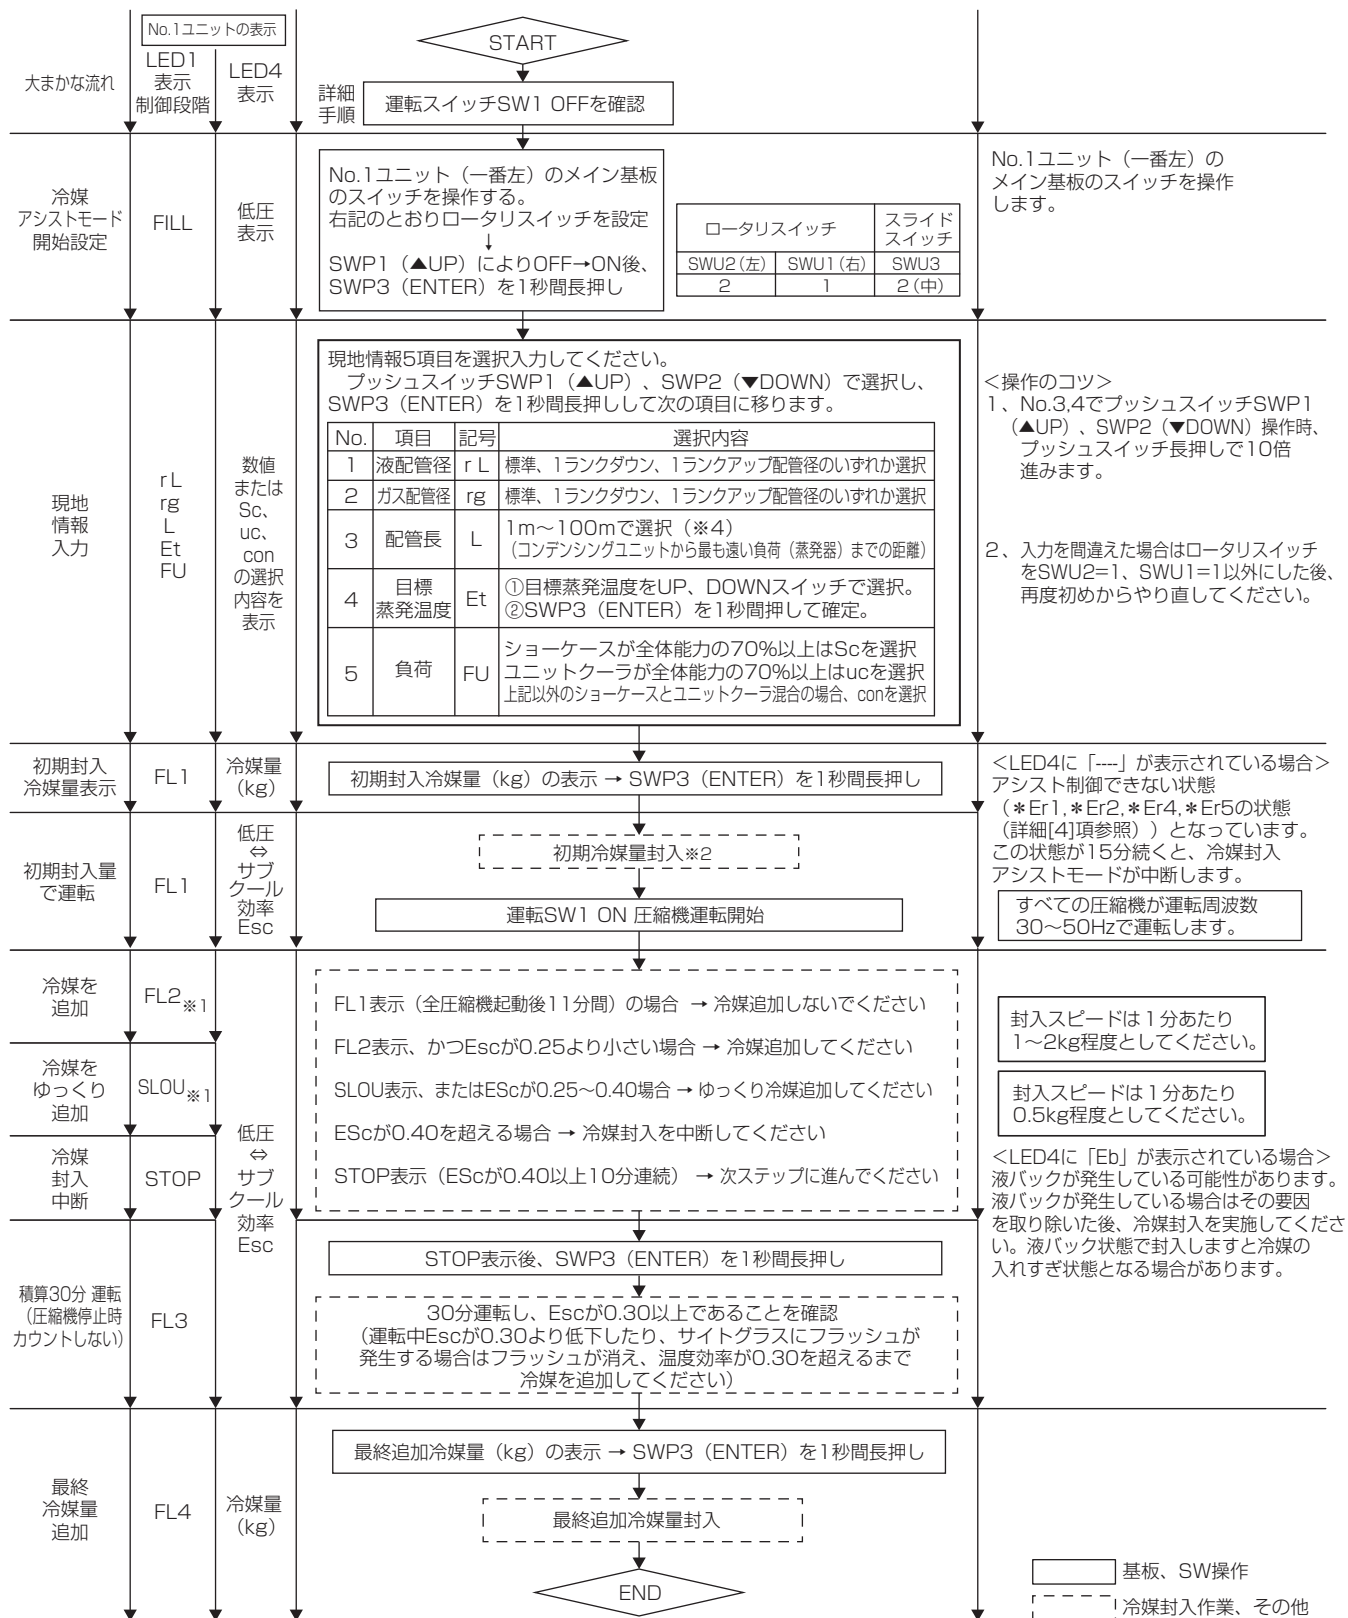 大まかな流れ
No.1ユニットの表示
LED1
表示
制御段階
LED4
表示
詳細
手順
START
運転スイッチSW1 OFFを確認
冷媒
アシストモード
開始設定
FILL
低圧
表示
No.1ユニット（一番左）のメイン基板
のスイッチを操作する。
右記のとおりロータリスイッチを設定
↓
SWP1（▲UP）によりOFF→ON後、
SWP3（ENTER）を1秒間長押し
ロータリスイッチ
スライド
スイッチ
SWU2（左） SWU1（右） SWU3
2 1 2（中）
No.1ユニット（一番左）の
メイン基板のスイッチを操作
します。
現地
情報
入力
rL
rg
L
Et
FU
数値
または
Sc、
uc、
con
の選択
内容を
表示
現地情報5項目を選択入力してください。
プッシュスイッチSWP1（▲UP）、SWP2（▼DOWN）で選択し、
SWP3（ENTER）を1秒間長押しして次の項目に移ります。
No. 項目 記号 選択内容
1 液配管径 rL 標準、1ランクダウン、1ランクアップ配管径のいずれか選択
2 ガス配管径 rg 標準、1ランクダウン、1ランクアップ配管径のいずれか選択
3 配管長 L 1m～100mで選択（※4）
（コンデンシングユニットから最も遠い負荷（蒸発器）までの距離）
4 目標
蒸発温度 Et ①目標蒸発温度をUP、DOWNスイッチで選択。
②SWP3（ENTER）を1秒間押して確定。
5 負荷 FU ショーケースが全体能力の70%以上はScを選択
ユニットクーラが全体能力の70%以上はucを選択
上記以外のショーケースとユニットクーラ混合の場合、conを選択
＜操作のコツ＞
1、No.3,4でプッシュスイッチSWP1
（▲UP）、SWP2（▼DOWN）操作時、
プッシュスイッチ長押しで10倍
進みます。
2、入力を間違えた場合はロータリスイッチ
をSWU2=1、SWU1=1以外にした後、
再度初めからやり直してください。
初期封入
冷媒量表示
FL1
冷媒量
（kg）
初期封入冷媒量（kg）の表示 → SWP3（ENTER）を1秒間長押し
＜LED4に「----」が表示されている場合＞
アシスト制御できない状態
（＊Er1,＊Er2,＊Er4,＊Er5の状態
（詳細[4]項参照））となっています。
この状態が15分続くと、冷媒封入
アシストモードが中断します。
初期封入量
で運転
FL1
低圧
⇔
サブ
クール
効率
Esc
初期冷媒量封入※2
運転SW1 ON 圧縮機運転開始
すべての圧縮機が運転周波数
30～50Hzで運転します。
冷媒を
追加
FL2※1
冷媒を
ゆっくり
追加
SLOU※1
冷媒
封入
中断
STOP
低圧
⇔
サブ
クール
効率
Esc
FL1表示（全圧縮機起動後11分間）の場合 → 冷媒追加しないでください
FL2表示、かつEscが0.25より小さい場合 → 冷媒追加してください
SLOU表示、またはEScが0.25～0.40場合 → ゆっくり冷媒追加してください
EScが0.40を超える場合 → 冷媒封入を中断してください
STOP表示（EScが0.40以上10分連続） → 次ステップに進んでください
封入スピードは1分あたり
1～2kg程度としてください。
封入スピードは1分あたり
0.5kg程度としてください。
＜LED4に「Eb」が表示されている場合＞
液バックが発生している可能性があります。
液バックが発生している場合はその要因
を取り除いた後、冷媒封入を実施してくださ
い。液バック状態で封入しますと冷媒の
入れすぎ状態となる場合があります。
積算30分 運転
（圧縮機停止時
カウントしない）
FL3
STOP表示後、SWP3（ENTER）を1秒間長押し
30分運転し、Escが0.30以上であることを確認
（運転中Escが0.30より低下したり、サイトグラスにフラッシュが
発生する場合はフラッシュが消え、温度効率が0.30を超えるまで
冷媒を追加してください）
最終
冷媒量
追加
FL4
冷媒量
（kg）
最終追加冷媒量（kg）の表示 → SWP3（ENTER）を1秒間長押し
最終追加冷媒量封入
END
基板、SW操作
冷媒封入作業、その他